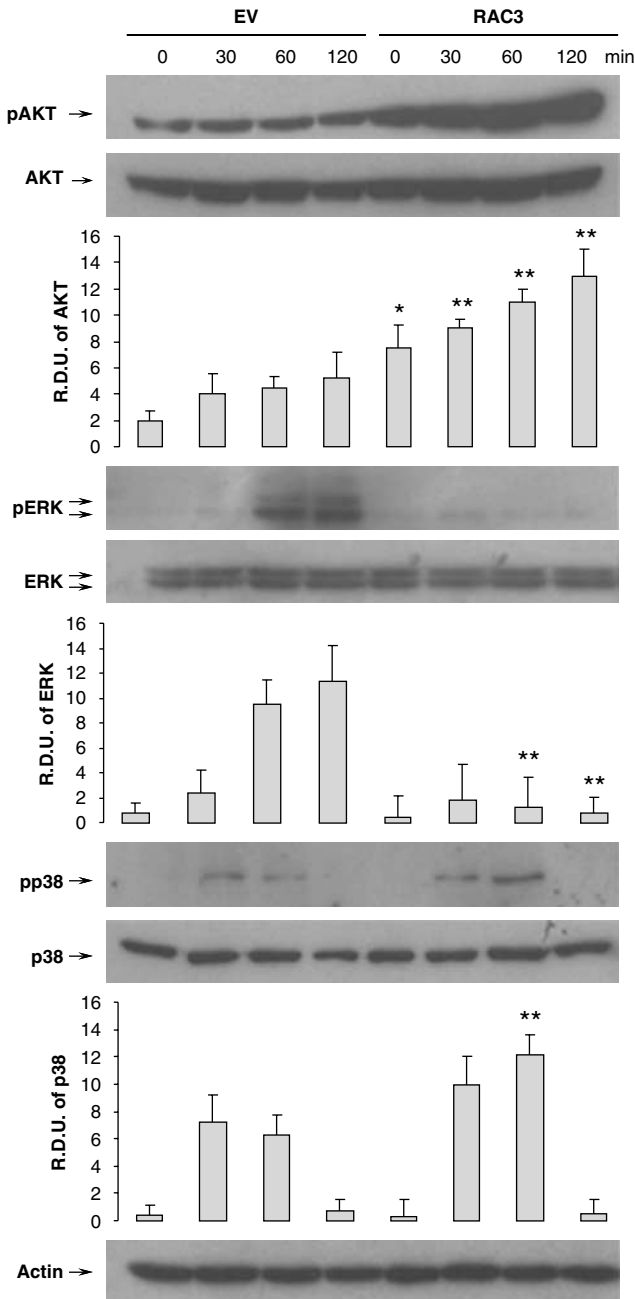 EV RAC3
0 30 60 120 0 30 60 120 min
pAKT
AKT
R.D.U. of AKT
16
14
12
10
8
6
4
2
0
* ** ** **
pERK
ERK
R.D.U. of ERK
16
14
12
10
8
6
4
2
0
** **
pp38
p38
R.D.U. of p38
16
14
12
10
8
6
4
2
0
**
Actin